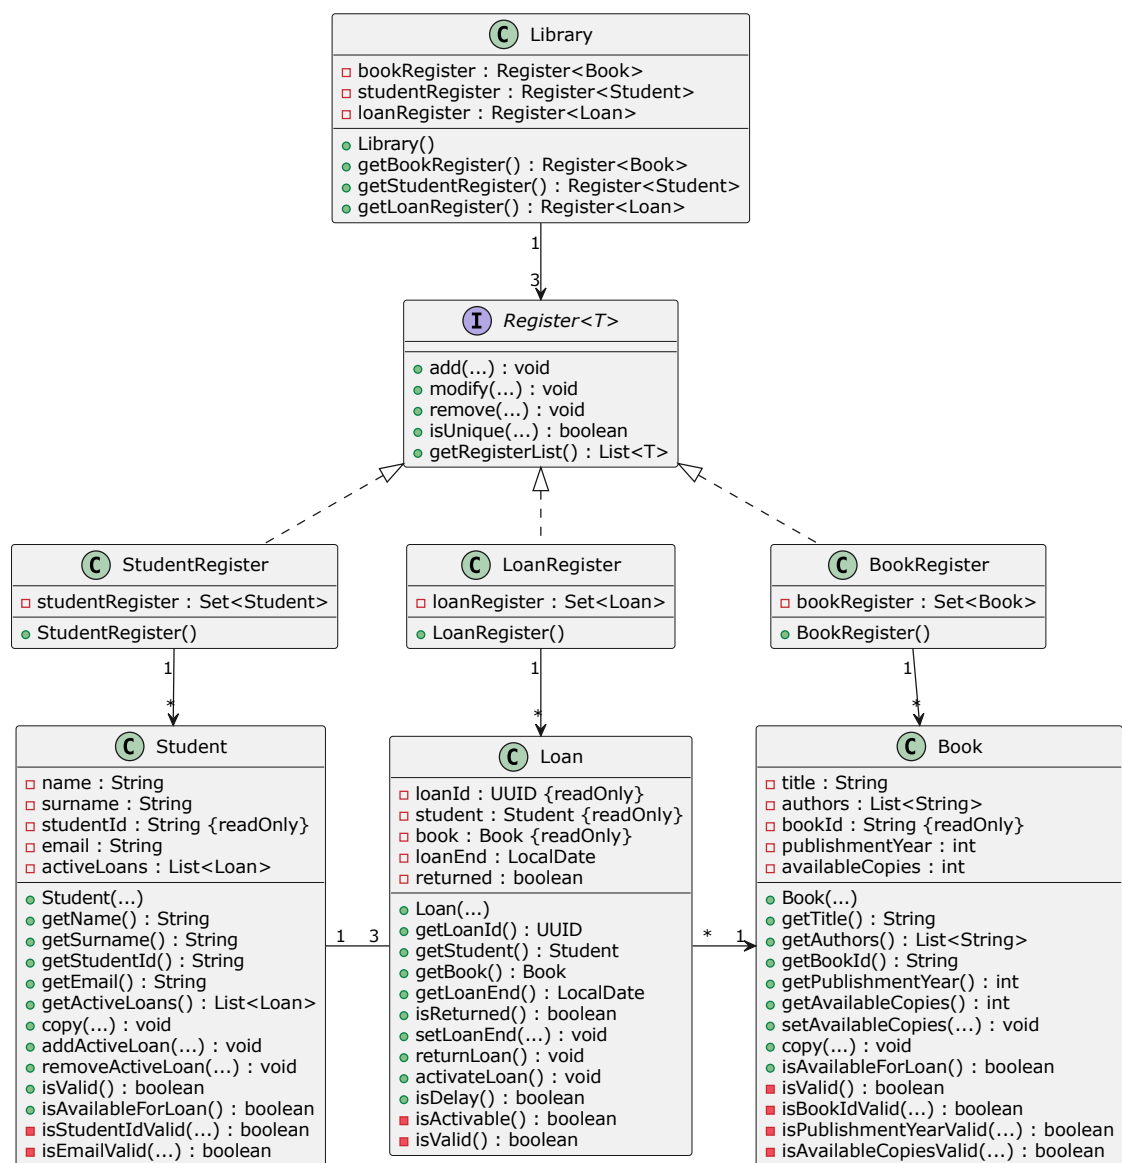 C Library
bookRegister : Register<Book>
studentRegister : Register<Student>
loanRegister : Register<Loan>
Library()
getBookRegister() : Register<Book>
getStudentRegister() : Register<Student>
getLoanRegister() : Register<Loan>
1
3
I Register<T>
add(...) : void
modify(...) : void
remove(...) : void
isUnique(...) : boolean
getRegisterList() : List<T>
C StudentRegister
studentRegister : Set<Student>
StudentRegister()
C LoanRegister
loanRegister : Set<Loan>
LoanRegister()
C BookRegister
bookRegister : Set<Book>
BookRegister()
1
*
1
*
1
*
C Student
name : String
surname : String
studentId : String {readOnly}
email : String
activeLoans : List<Loan>
Student(...)
getName() : String
getSurname() : String
getStudentId() : String
getEmail() : String
getActiveLoans() : List<Loan>
copy(...) : void
addActiveLoan(...) : void
removeActiveLoan(...) : void
isValid() : boolean
isAvailableForLoan() : boolean
isStudentIdValid(...) : boolean
isEmailValid(...) : boolean
1 3
C Loan
loanId : UUID {readOnly}
student : Student {readOnly}
book : Book {readOnly}
loanEnd : LocalDate
returned : boolean
Loan(...)
getLoanId() : UUID
getStudent() : Student
getBook() : Book
getLoanEnd() : LocalDate
isReturned() : boolean
setLoanEnd(...) : void
returnLoan() : void
activateLoan() : void
isDelay() : boolean
isActivable() : boolean
isValid() : boolean
* 1
C Book
title : String
authors : List<String>
bookId : String {readOnly}
publishmentYear : int
availableCopies : int
Book(...)
getTitle() : String
getAuthors() : List<String>
getBookId() : String
getPublishmentYear() : int
getAvailableCopies() : int
setAvailableCopies(...) : void
copy(...) : void
isAvailableForLoan() : boolean
isValid() : boolean
isBookIdValid(...) : boolean
isPublishmentYearValid(...) : boolean
isAvailableCopiesValid(...) : boolean